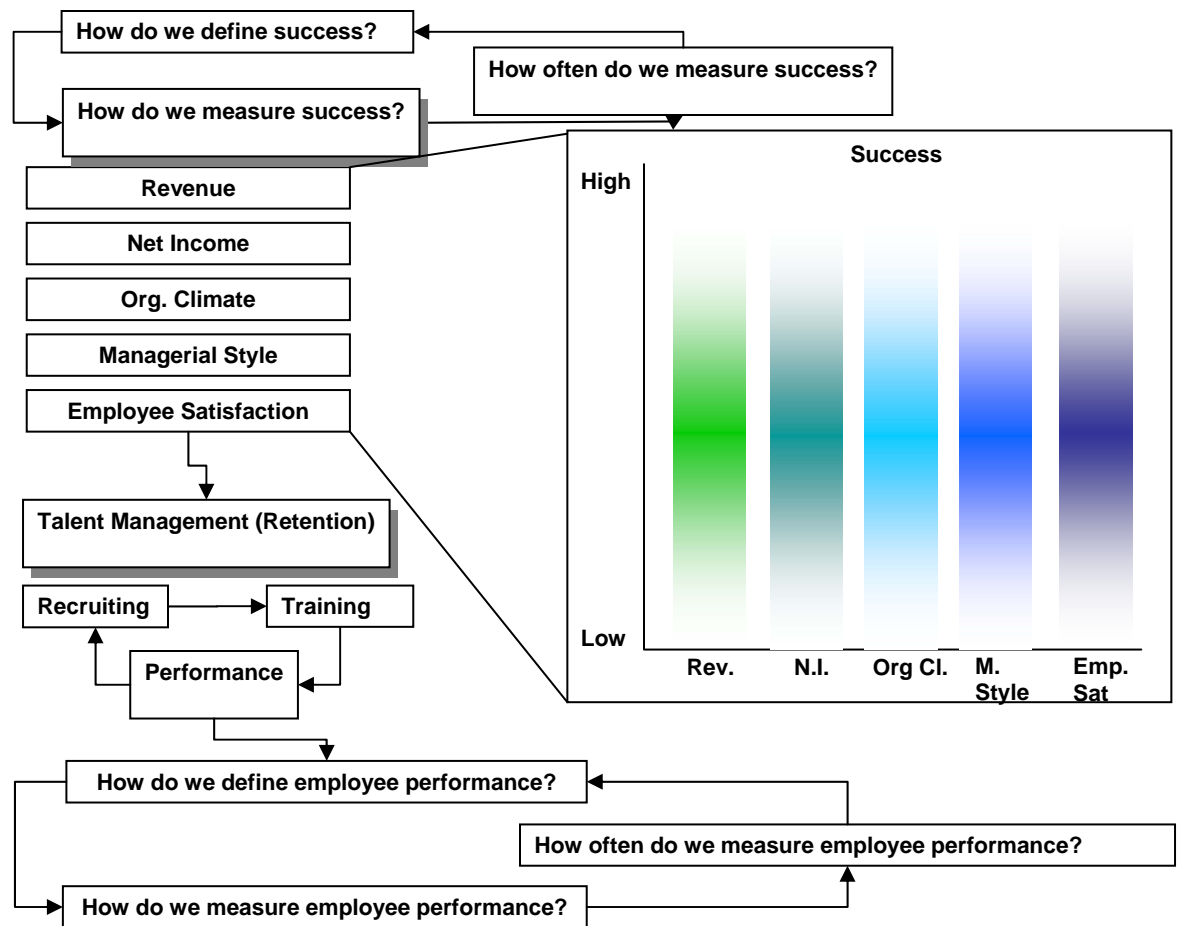 How do we define success?
How often do we measure success?
How do we measure success?
Revenue
Net Income
Org. Climate
Managerial Style
Employee Satisfaction
Success
High
Low
Rev.
N.I.
Org Cl.
M.
Style
Emp.
Sat
Talent Management (Retention)
Recruiting
Training
Performance
How do we define employee performance?
How often do we measure employee performance?
How do we measure employee performance?